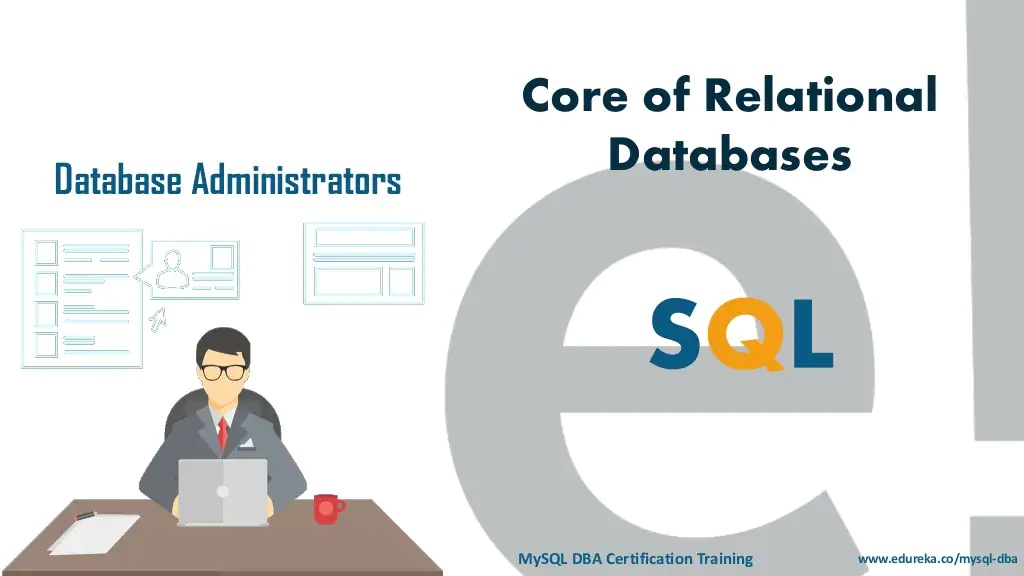 Core of Relational
Databases
Database Administrators
SQL
MySQL DBA Certification Training
www.edureka.co/mysql-dba